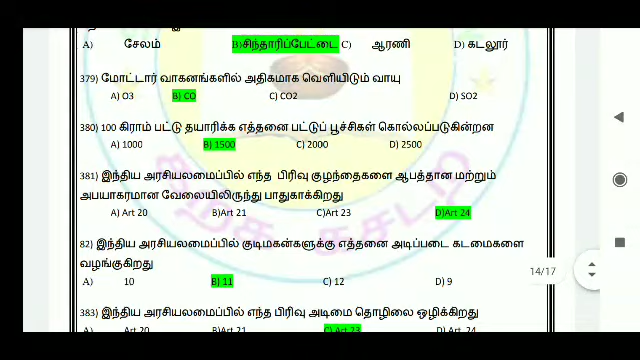 A) சேலம் B)சிந்தாரிப்பேட்டை C) ஆரணி D) கடலூர்
379) மோட்டார் வாகனங்களில் அதிகமாக வெளியிடும் வாயு
A) O3 B) CO C) CO2 D) SO2
380) 100 கிராம் பட்டு தயாரிக்க எத்தனை பட்டுப் பூச்சிகள் கொல்லப்படுகின்றன
A) 1000 B) 1500 C) 2000 D) 2500
381) இந்திய அரசியலமைப்பில் எந்த பிரிவு குழந்தைகளை ஆபத்தான மற்றும்
அபயாகரமான வேலையிலிருந்து பாதுகாக்கிறது
A) Art 20 B)Art 21 C)Art 23 D)Art 24
82) இந்திய அரசியலமைப்பில் குடிமகன்களுக்கு எத்தனை அடிப்படை கடமைகளை
வழங்குகிறது
A) 10 B) 11 C) 12 D) 9
14/17
383) இந்திய அரசியலமைப்பில் எந்த பிரிவு அடிமை தொழிலை ஒழிக்கிறது
A) Art 20 B)Art 21 C) Art 23 D) Art 24